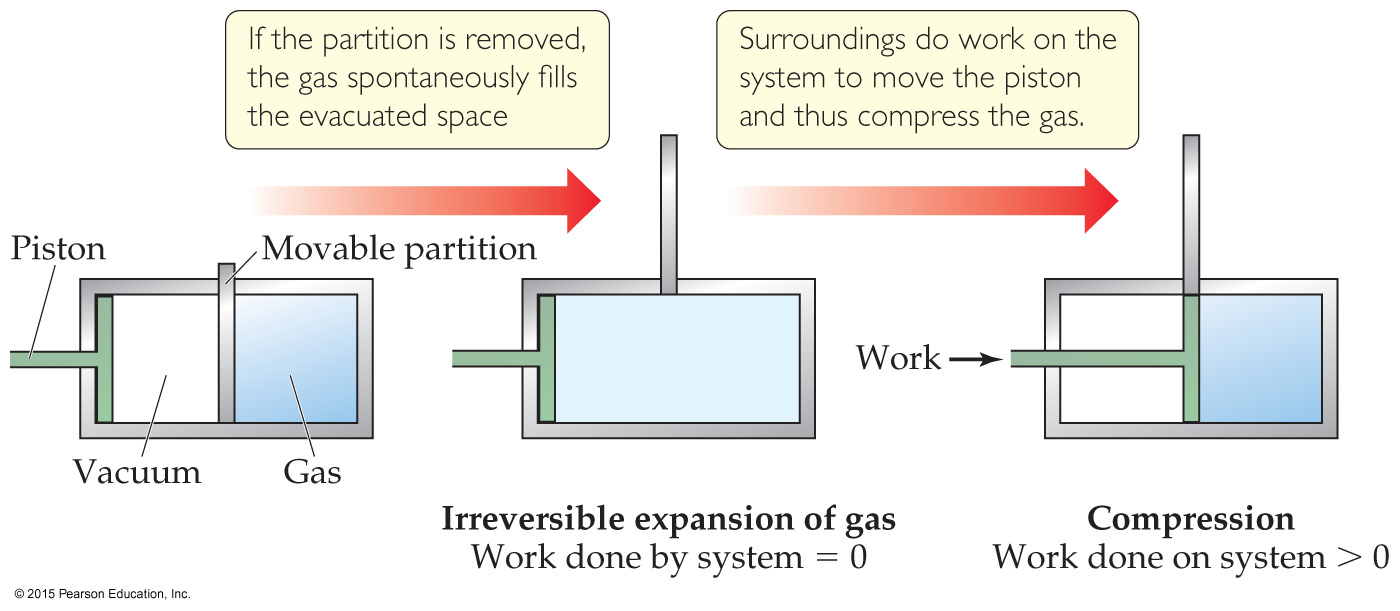 If the partition is removed,
the gas spontaneously fills
the evacuated space
Surroundings do work on the
system to move the piston
and thus compress the gas.
Piston
Movable partition
Vacuum
Gas
Work
Irreversible expansion of gas
Work done by system = 0
Compression
Work done on system > 0
© 2015 Pearson Education, Inc.